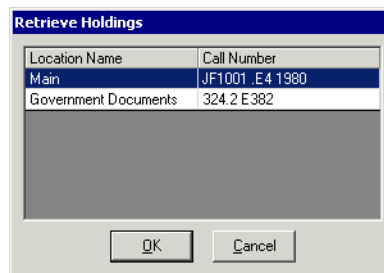 Retrieve Holdings
Location Name Call Number
Main JF1001 .E4 1980
Government Documents 324.2 E382
OK Cancel